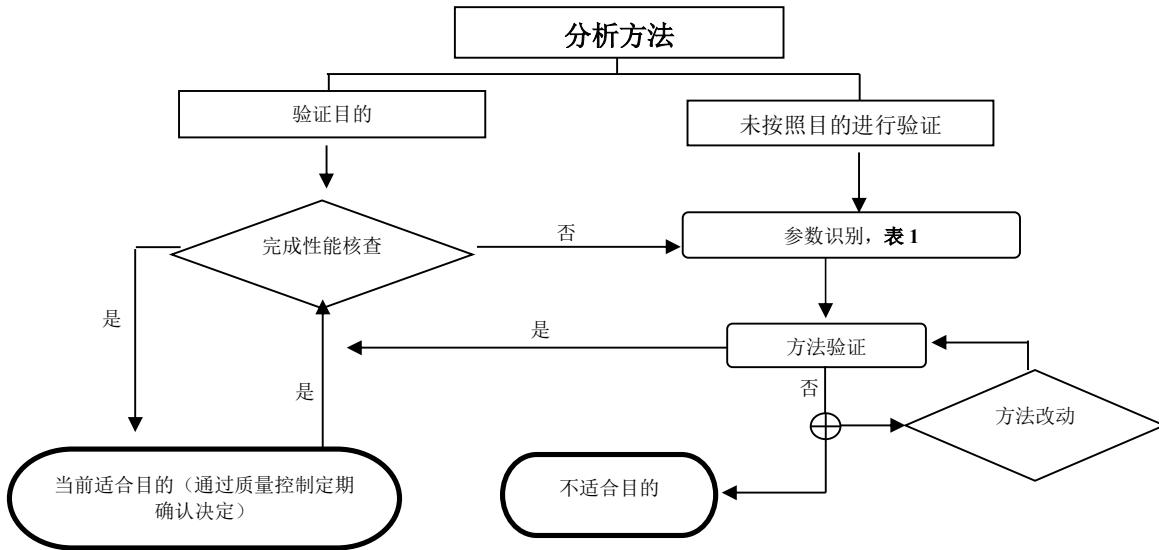 分析方法
验证目的
未按照目的进行验证
完成性能核查
否
参数识别，表 1
是
是
方法验证
是
否
方法改动
当前适合目的（通过质量控制定期
确认决定）
不适合目的